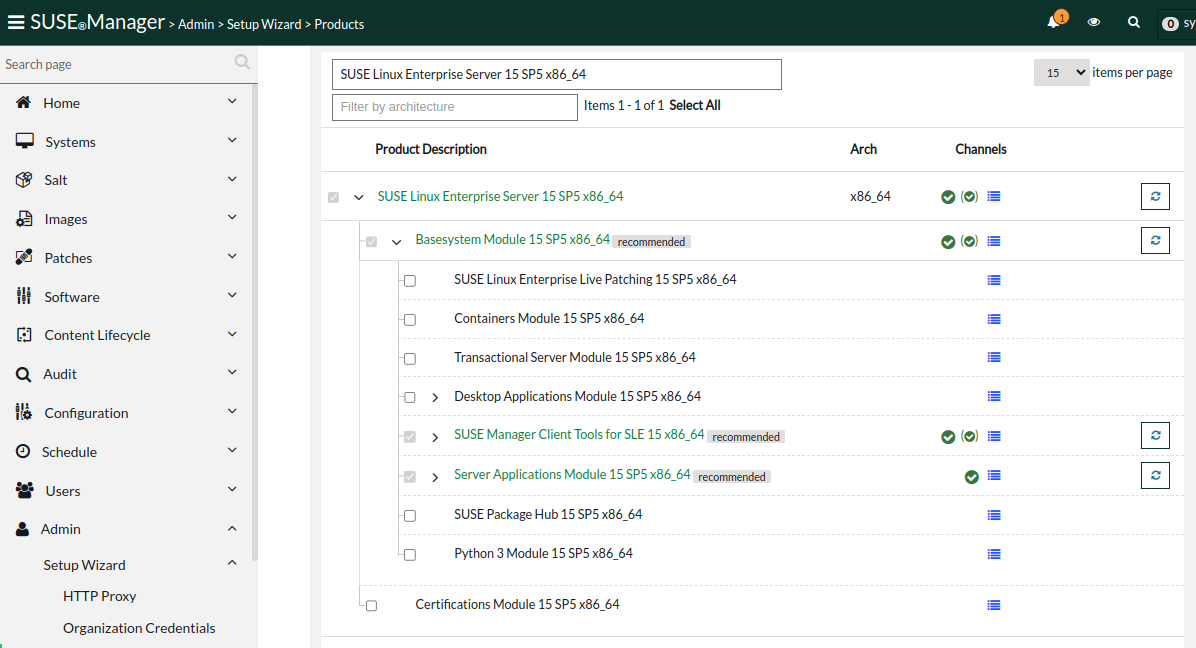 SUSE®Manager > Admin > Setup Wizard > Products
1
0 sy
Search page
Home
Systems
Salt
Images
Patches
Software
Content Lifecycle
Audit
Configuration
Schedule
Users
Admin
Setup Wizard
HTTP Proxy
Organization Credentials
SUSE Linux Enterprise Server 15 SP5 x86_64
15 items per page
Filter by architecture Items 1 - 1 of 1 Select All
Product Description Arch Channels
SUSE Linux Enterprise Server 15 SP5 x86_64 x86_64
Basesystem Module 15 SP5 x86_64 recommended
SUSE Linux Enterprise Live Patching 15 SP5 x86_64
Containers Module 15 SP5 x86_64
Transactional Server Module 15 SP5 x86_64
Desktop Applications Module 15 SP5 x86_64
SUSE Manager Client Tools for SLE 15 x86_64 recommended
Server Applications Module 15 SP5 x86_64 recommended
SUSE Package Hub 15 SP5 x86_64
Python 3 Module 15 SP5 x86_64
Certifications Module 15 SP5 x86_64